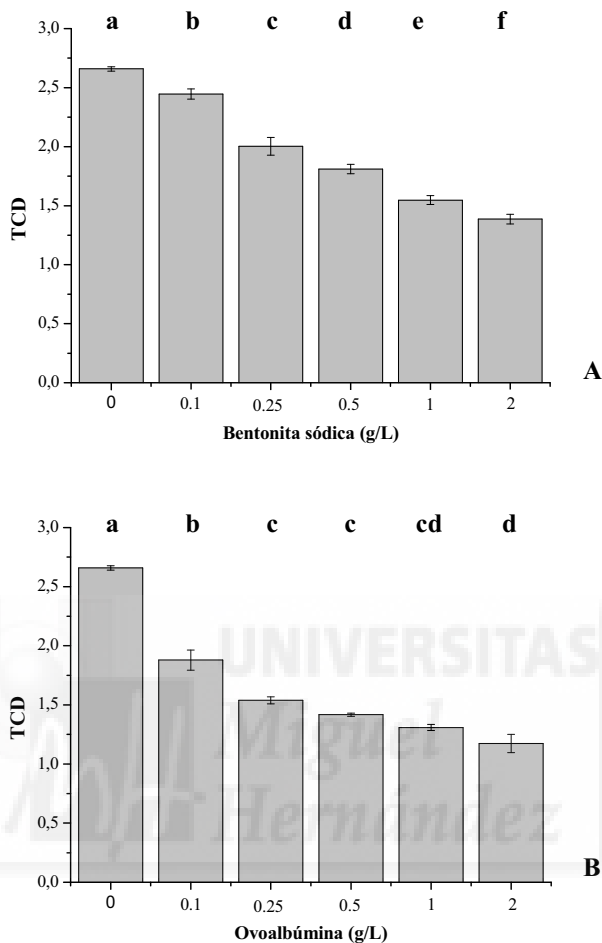 a b c d e f
3,0
2,5
2,0
1,5
1,0
0,5
0,0
TCD
0 0.1 0.25 0.5 1 2
Bentonita sódica (g/L)
A
a b c c cd d
3,0
2,5
2,0
1,5
1,0
0,5
0,0
TCD
0 0.1 0.25 0.5 1 2
Ovoalbúmina (g/L)
B
UNIVERSITAS
Miguel
Hernández